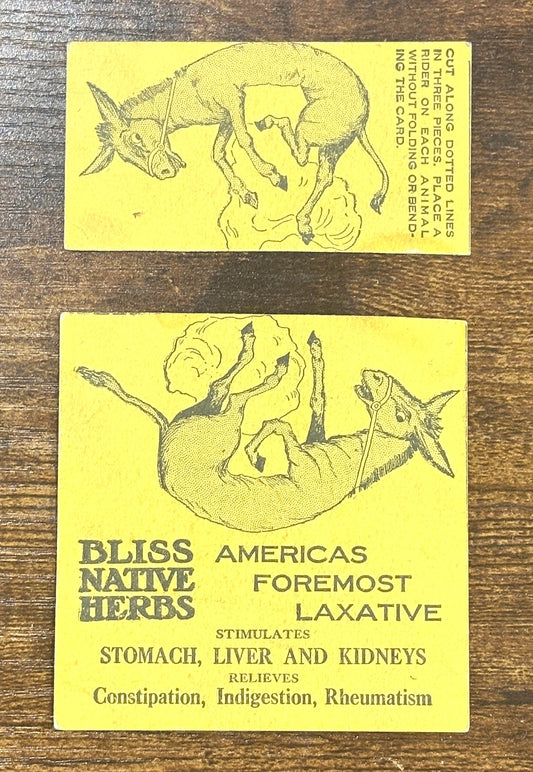 CUT ALONG DOTTED LINES
IN THREE PIECES. PLACE A
RIDER ON EACH ANIMAL
WITHOUT FOLDING OR BEND-
ING THE CARD.
BLISS
NATIVE
HERBS
AMERICAS
FOREMOST
LAXATIVE
STIMULATES
STOMACH, LIVER AND KIDNEYS
RELIEVES
Constipation, Indigestion, Rheumatism